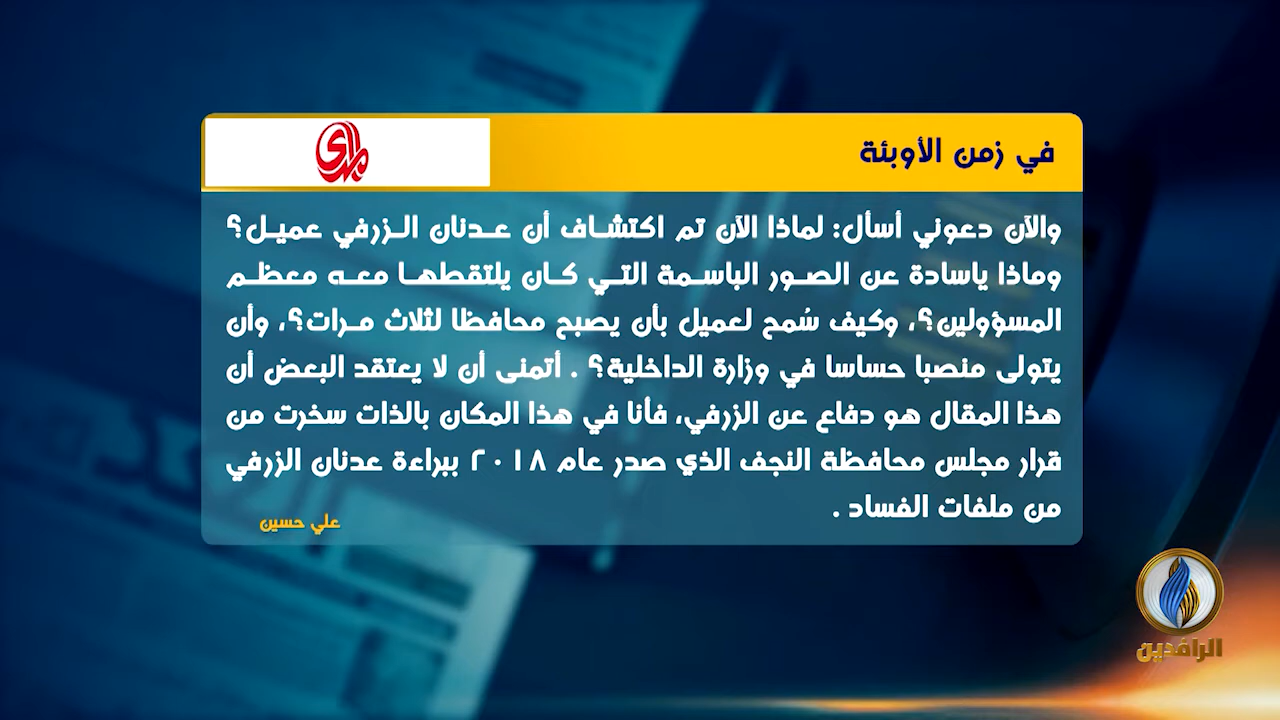 في زمن الأوبئة
المدى
والآن دعوني أسأل: لماذا الآن تم اكتشاف أن عدنان الزرفي عميل؟
وماذا ياسادة عن الصور الباسمة التي كان يلتقطها معه معظم
المسؤولين؟، وكيف سُمح لعميل بأن يصبح محافظا لثلاث مرات؟، وأن
يتولى منصبا حساسا في وزارة الداخلية؟ . أتمنى أن لا يعتقد البعض أن
هذا المقال هو دفاع عن الزرفي، فأنا في هذا المكان بالذات سخرت من
قرار مجلس محافظة النجف الذي صدر عام ٢٠١٨ ببراءة عدنان الزرفي
من ملفات الفساد .
علي حسين
الرافدين